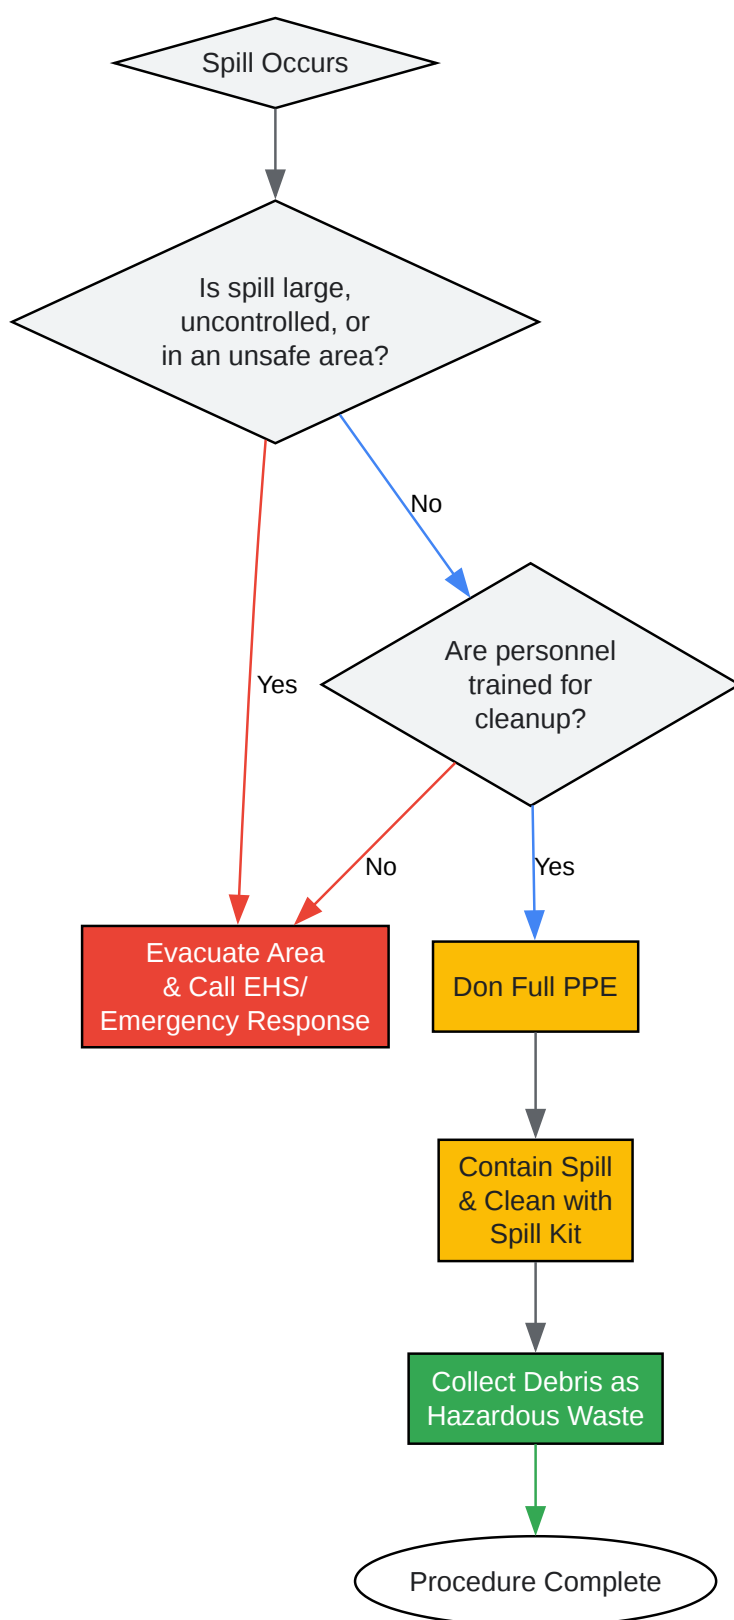 Spill Occurs
Is spill large,
uncontrolled, or
in an unsafe area?
No
Are personnel
trained for
cleanup?
Yes
No
Yes
Evacuate Area
& Call EHS/
Emergency Response
Don Full PPE
Contain Spill
& Clean with
Spill Kit
Collect Debris as
Hazardous Waste
Procedure Complete